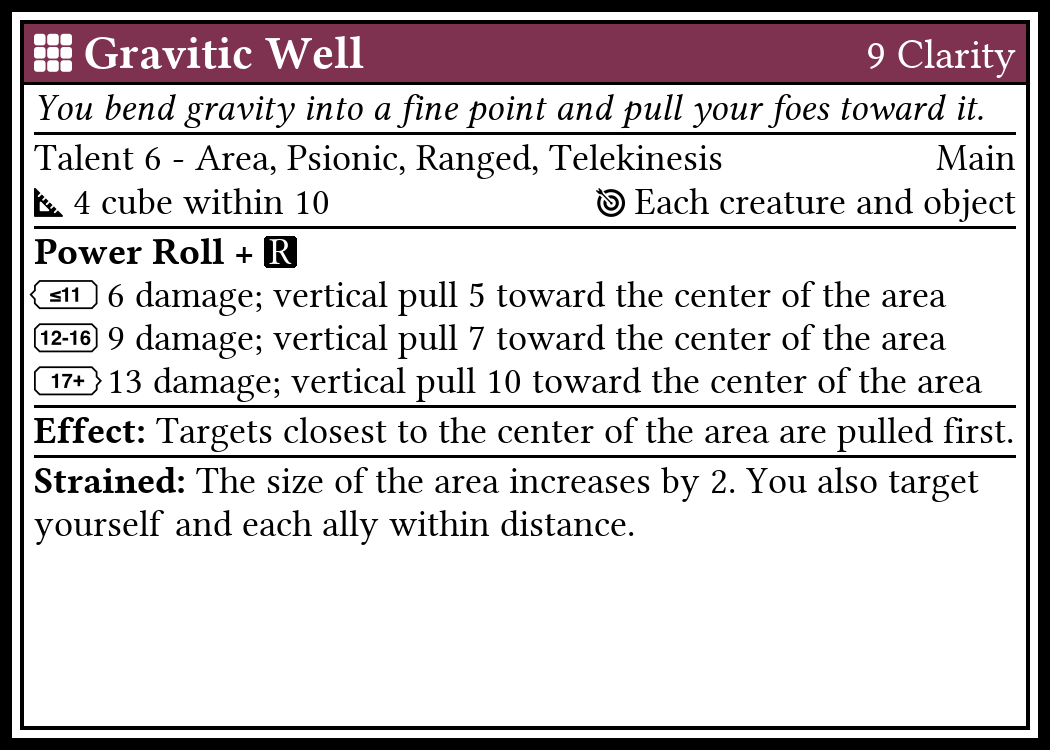 Gravitic Well 9 Clarity
You bend gravity into a fine point and pull your foes toward it.
Talent 6 - Area, Psionic, Ranged, Telekinesis Main
4 cube within 10 Each creature and object
Power Roll + R
≤11 6 damage; vertical pull 5 toward the center of the area
12-16 9 damage; vertical pull 7 toward the center of the area
17+ 13 damage; vertical pull 10 toward the center of the area
Effect: Targets closest to the center of the area are pulled first.
Strained: The size of the area increases by 2. You also target
yourself and each ally within distance.